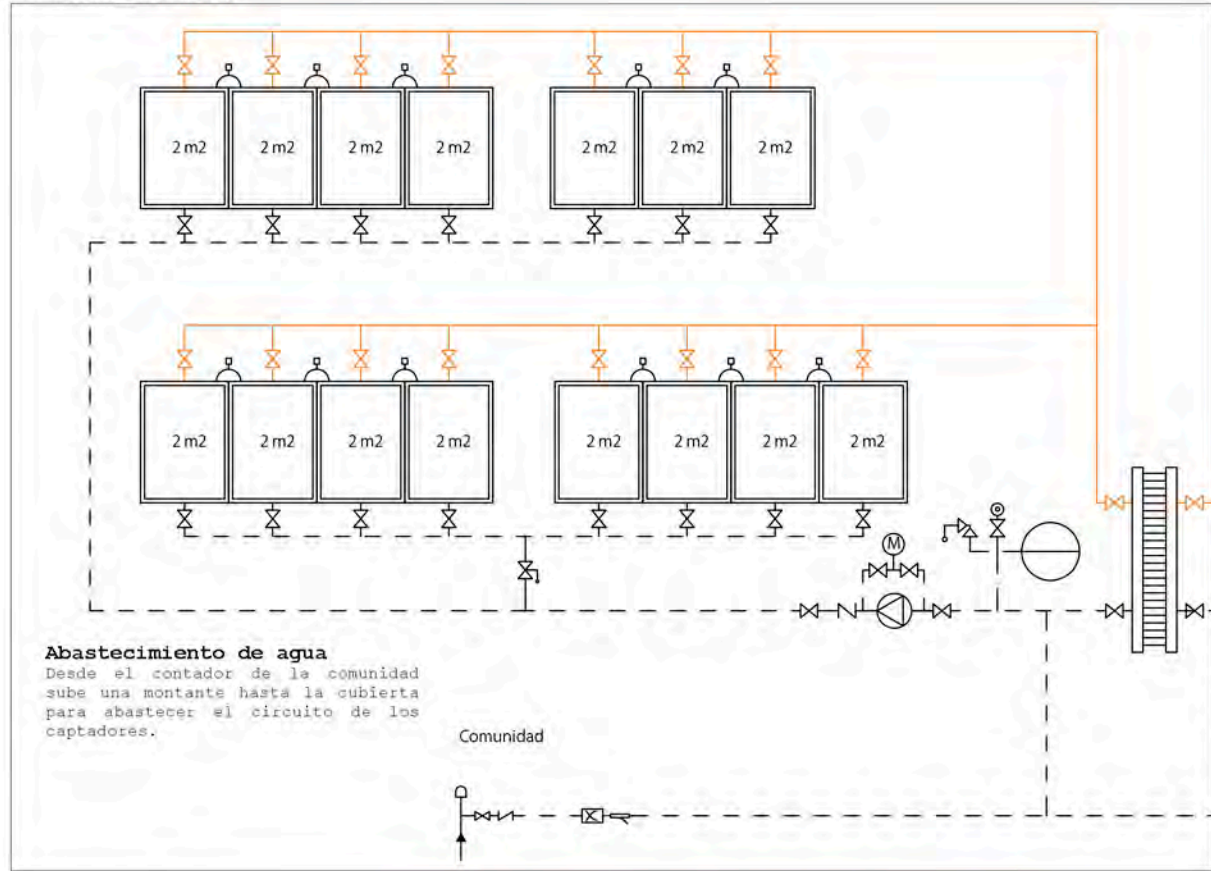 2 m2 2 m2 2 m2 2 m2 2 m2 2 m2 2 m2
2 m2 2 m2 2 m2 2 m2 2 m2 2 m2 2 m2 2 m2
M
Abastecimiento de agua
Desde el contador de la comunidad
sube una montante hasta la cubierta
para abastecer el circuito de los
captadores.
Comunidad